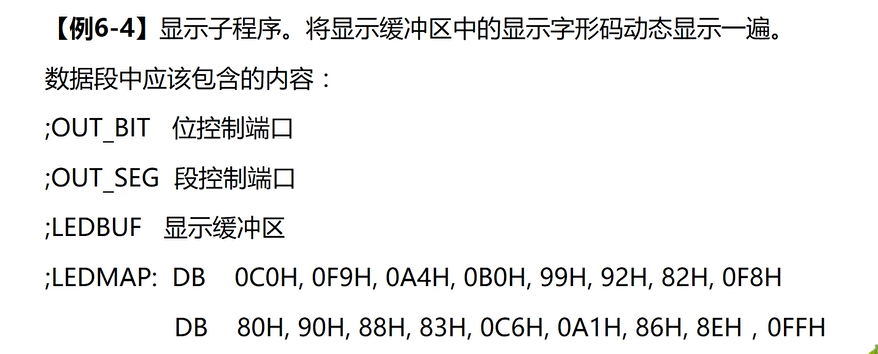 【例6-4】显示子程序。将显示缓冲区中的显示字形码动态显示一遍。
数据段中应该包含的内容：
;OUT_BIT 位控制端口
;OUT_SEG 段控制端口
;LEDBUF 显示缓冲区
;LEDMAP: DB 0C0H, 0F9H, 0A4H, 0B0H, 99H, 92H, 82H, 0F8H
DB 80H, 90H, 88H, 83H, 0C6H, 0A1H, 86H, 8EH，0FFH